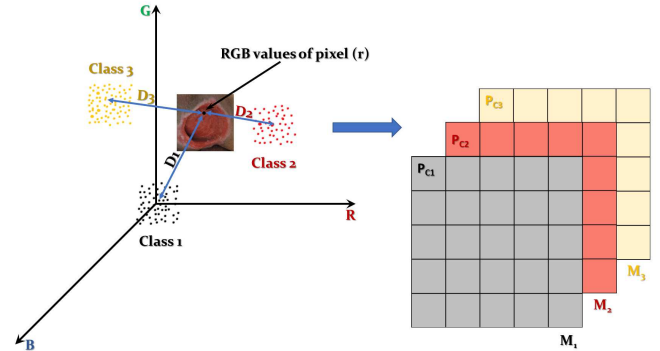 G
RGB values of pixel (r)
Class 3
D3
D2
D1
Class 2
R
Class 1
B
PC3
PC2
PC1
M3
M2
M1